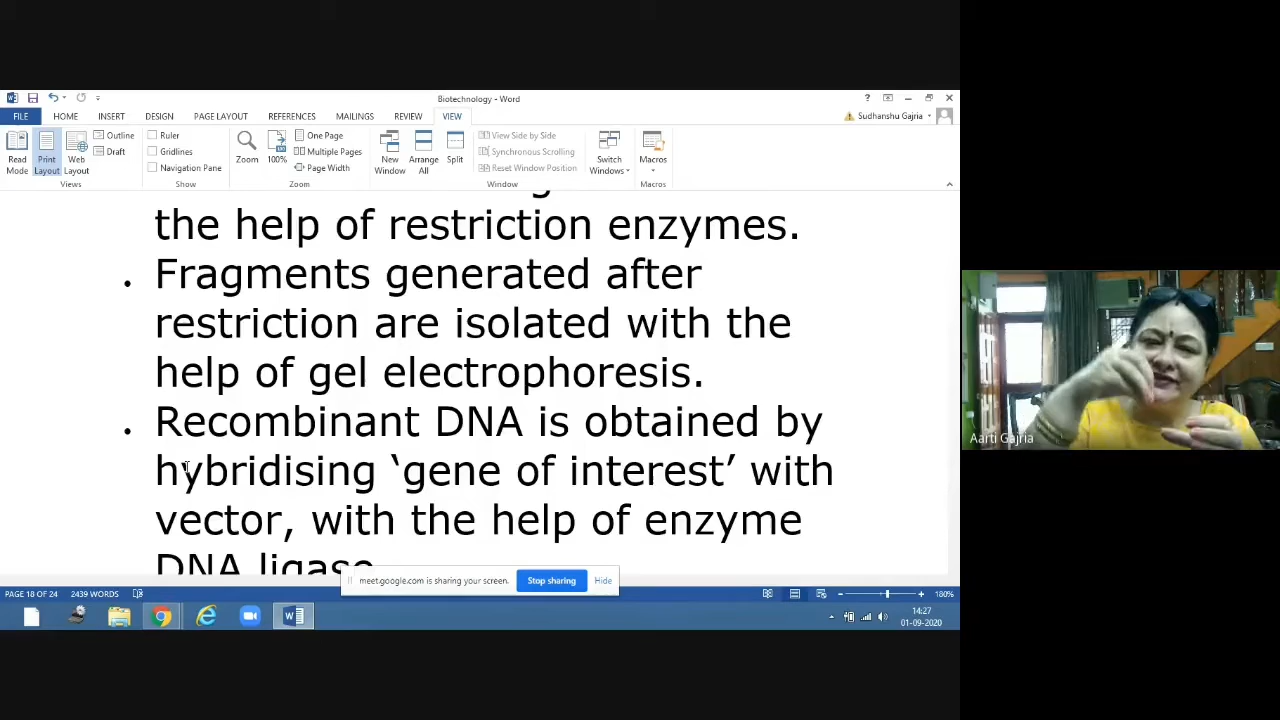 Biotechnology - Word
FILE HOME INSERT DESIGN PAGE LAYOUT REFERENCES MAILINGS REVIEW VIEW
Sudhanshu Gajria
Read Mode
Print Layout
Web Layout
Outline
Draft
Views
Ruler
Gridlines
Navigation Pane
Show
Zoom
100%
One Page
Multiple Pages
Page Width
Zoom
New Window
Arrange All
Split
View Side by Side
Synchronous Scrolling
Reset Window Position
Window
Switch Windows
Macros
Macros
the help of restriction enzymes.
• Fragments generated after
restriction are isolated with the
help of gel electrophoresis.
• Recombinant DNA is obtained by
hybridising ‘gene of interest’ with
vector, with the help of enzyme
DNA ligase
meet.google.com is sharing your screen. Stop sharing Hide
PAGE 18 OF 24 2439 WORDS 180%
14:27
01-09-2020
Aarti Gajria